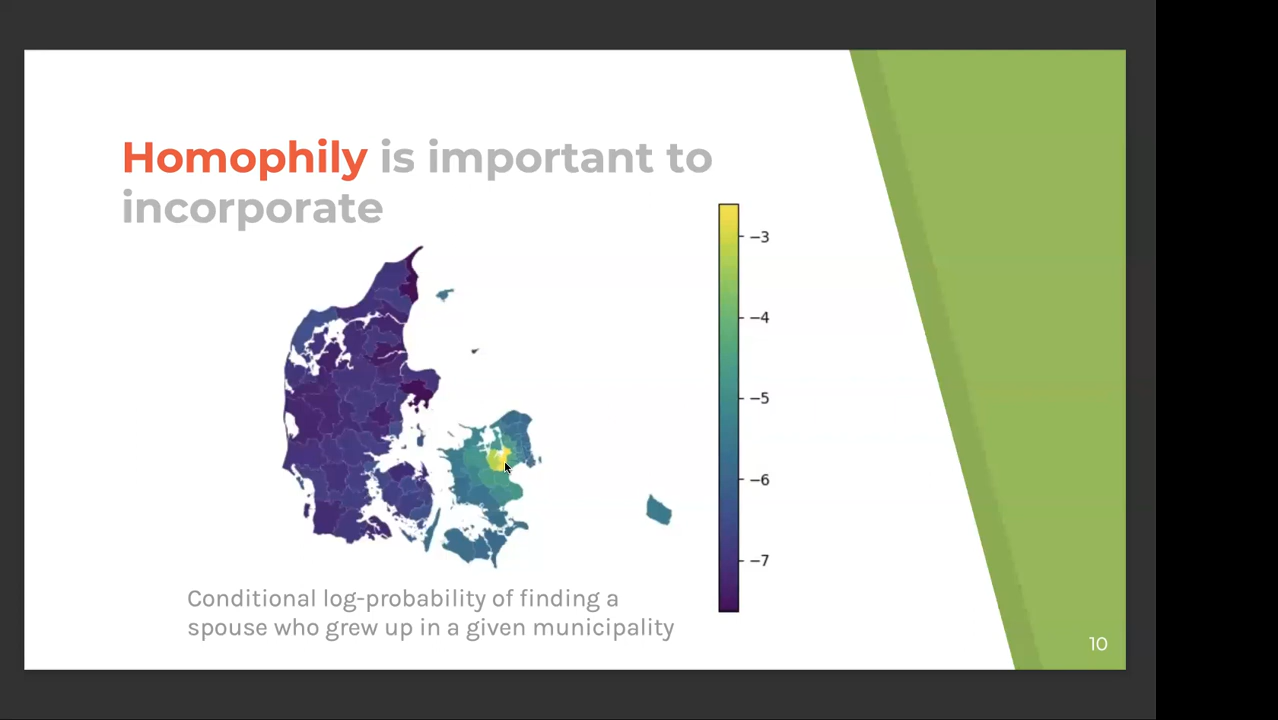 Homophily is important to
incorporate
−3
−4
−5
−6
−7
Conditional log-probability of finding a
spouse who grew up in a given municipality
10